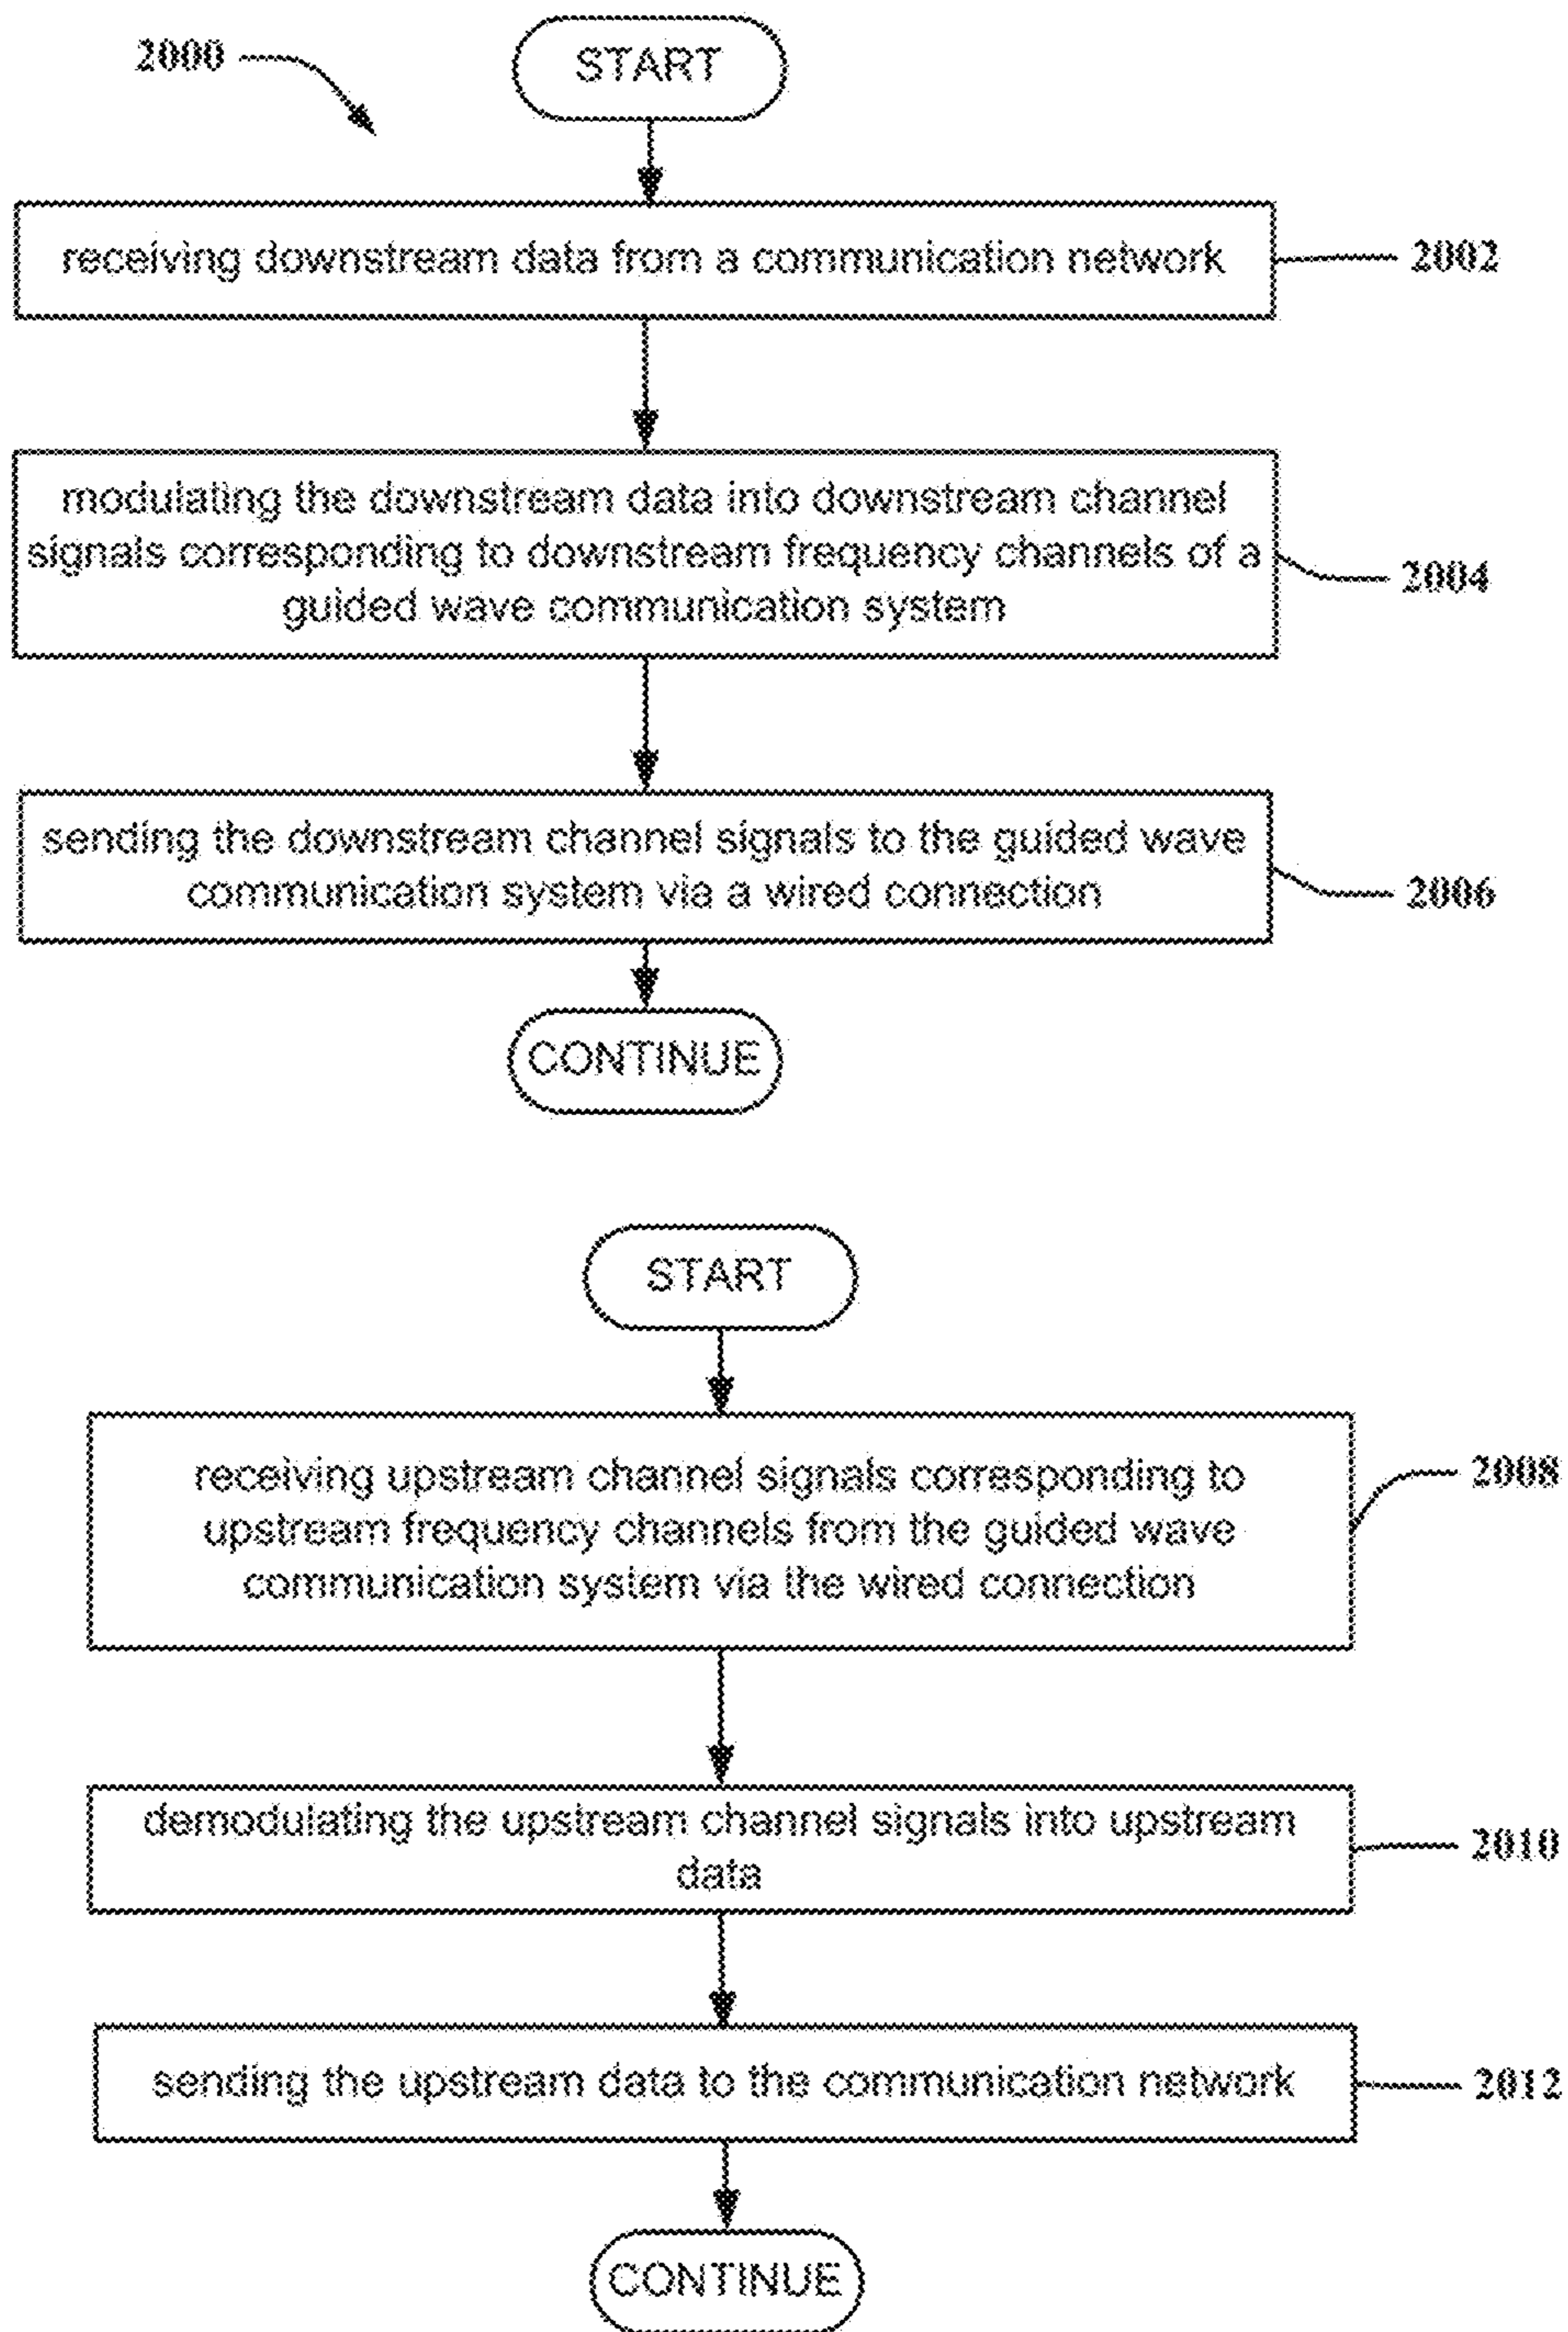 2000
START
receiving downstream data from a communication network
2002
modulating the downstream data into downstream channel
signals corresponding to downstream frequency channels of a
guided wave communication system
2004
sending the downstream channel signals to the guided wave
communication system via a wired connection
2006
CONTINUE
START
receiving upstream channel signals corresponding to
upstream frequency channels from the guided wave
communication system via the wired connection
2008
demodulating the upstream channel signals into upstream
data
2010
sending the upstream data to the communication network
2012
CONTINUE